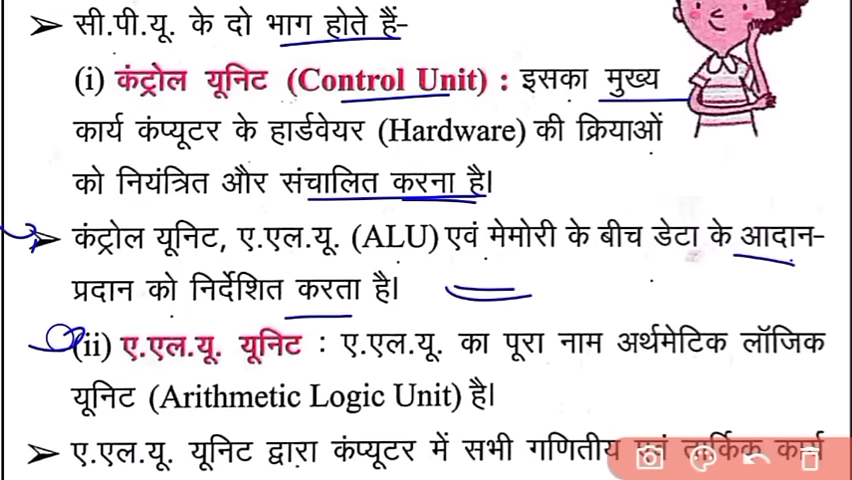 ➢ सी.पी.यू. के दो भाग होते हैं-
(i) कंट्रोल यूनिट (Control Unit) : इसका मुख्य
कार्य कंप्यूटर के हार्डवेयर (Hardware) की क्रियाओं
को नियंत्रित और संचालित करना है।
➢ कंट्रोल यूनिट, ए.एल.यू. (ALU) एवं मेमोरी के बीच डेटा के आदान-
प्रदान को निर्देशित करता है।
(ii) ए.एल.यू. यूनिट : ए.एल.यू. का पूरा नाम अर्थमेटिक लॉजिक
यूनिट (Arithmetic Logic Unit) है।
➢ ए.एल.यू. यूनिट द्वारा कंप्यूटर में सभी गणितीय एवं तार्किक कार्य